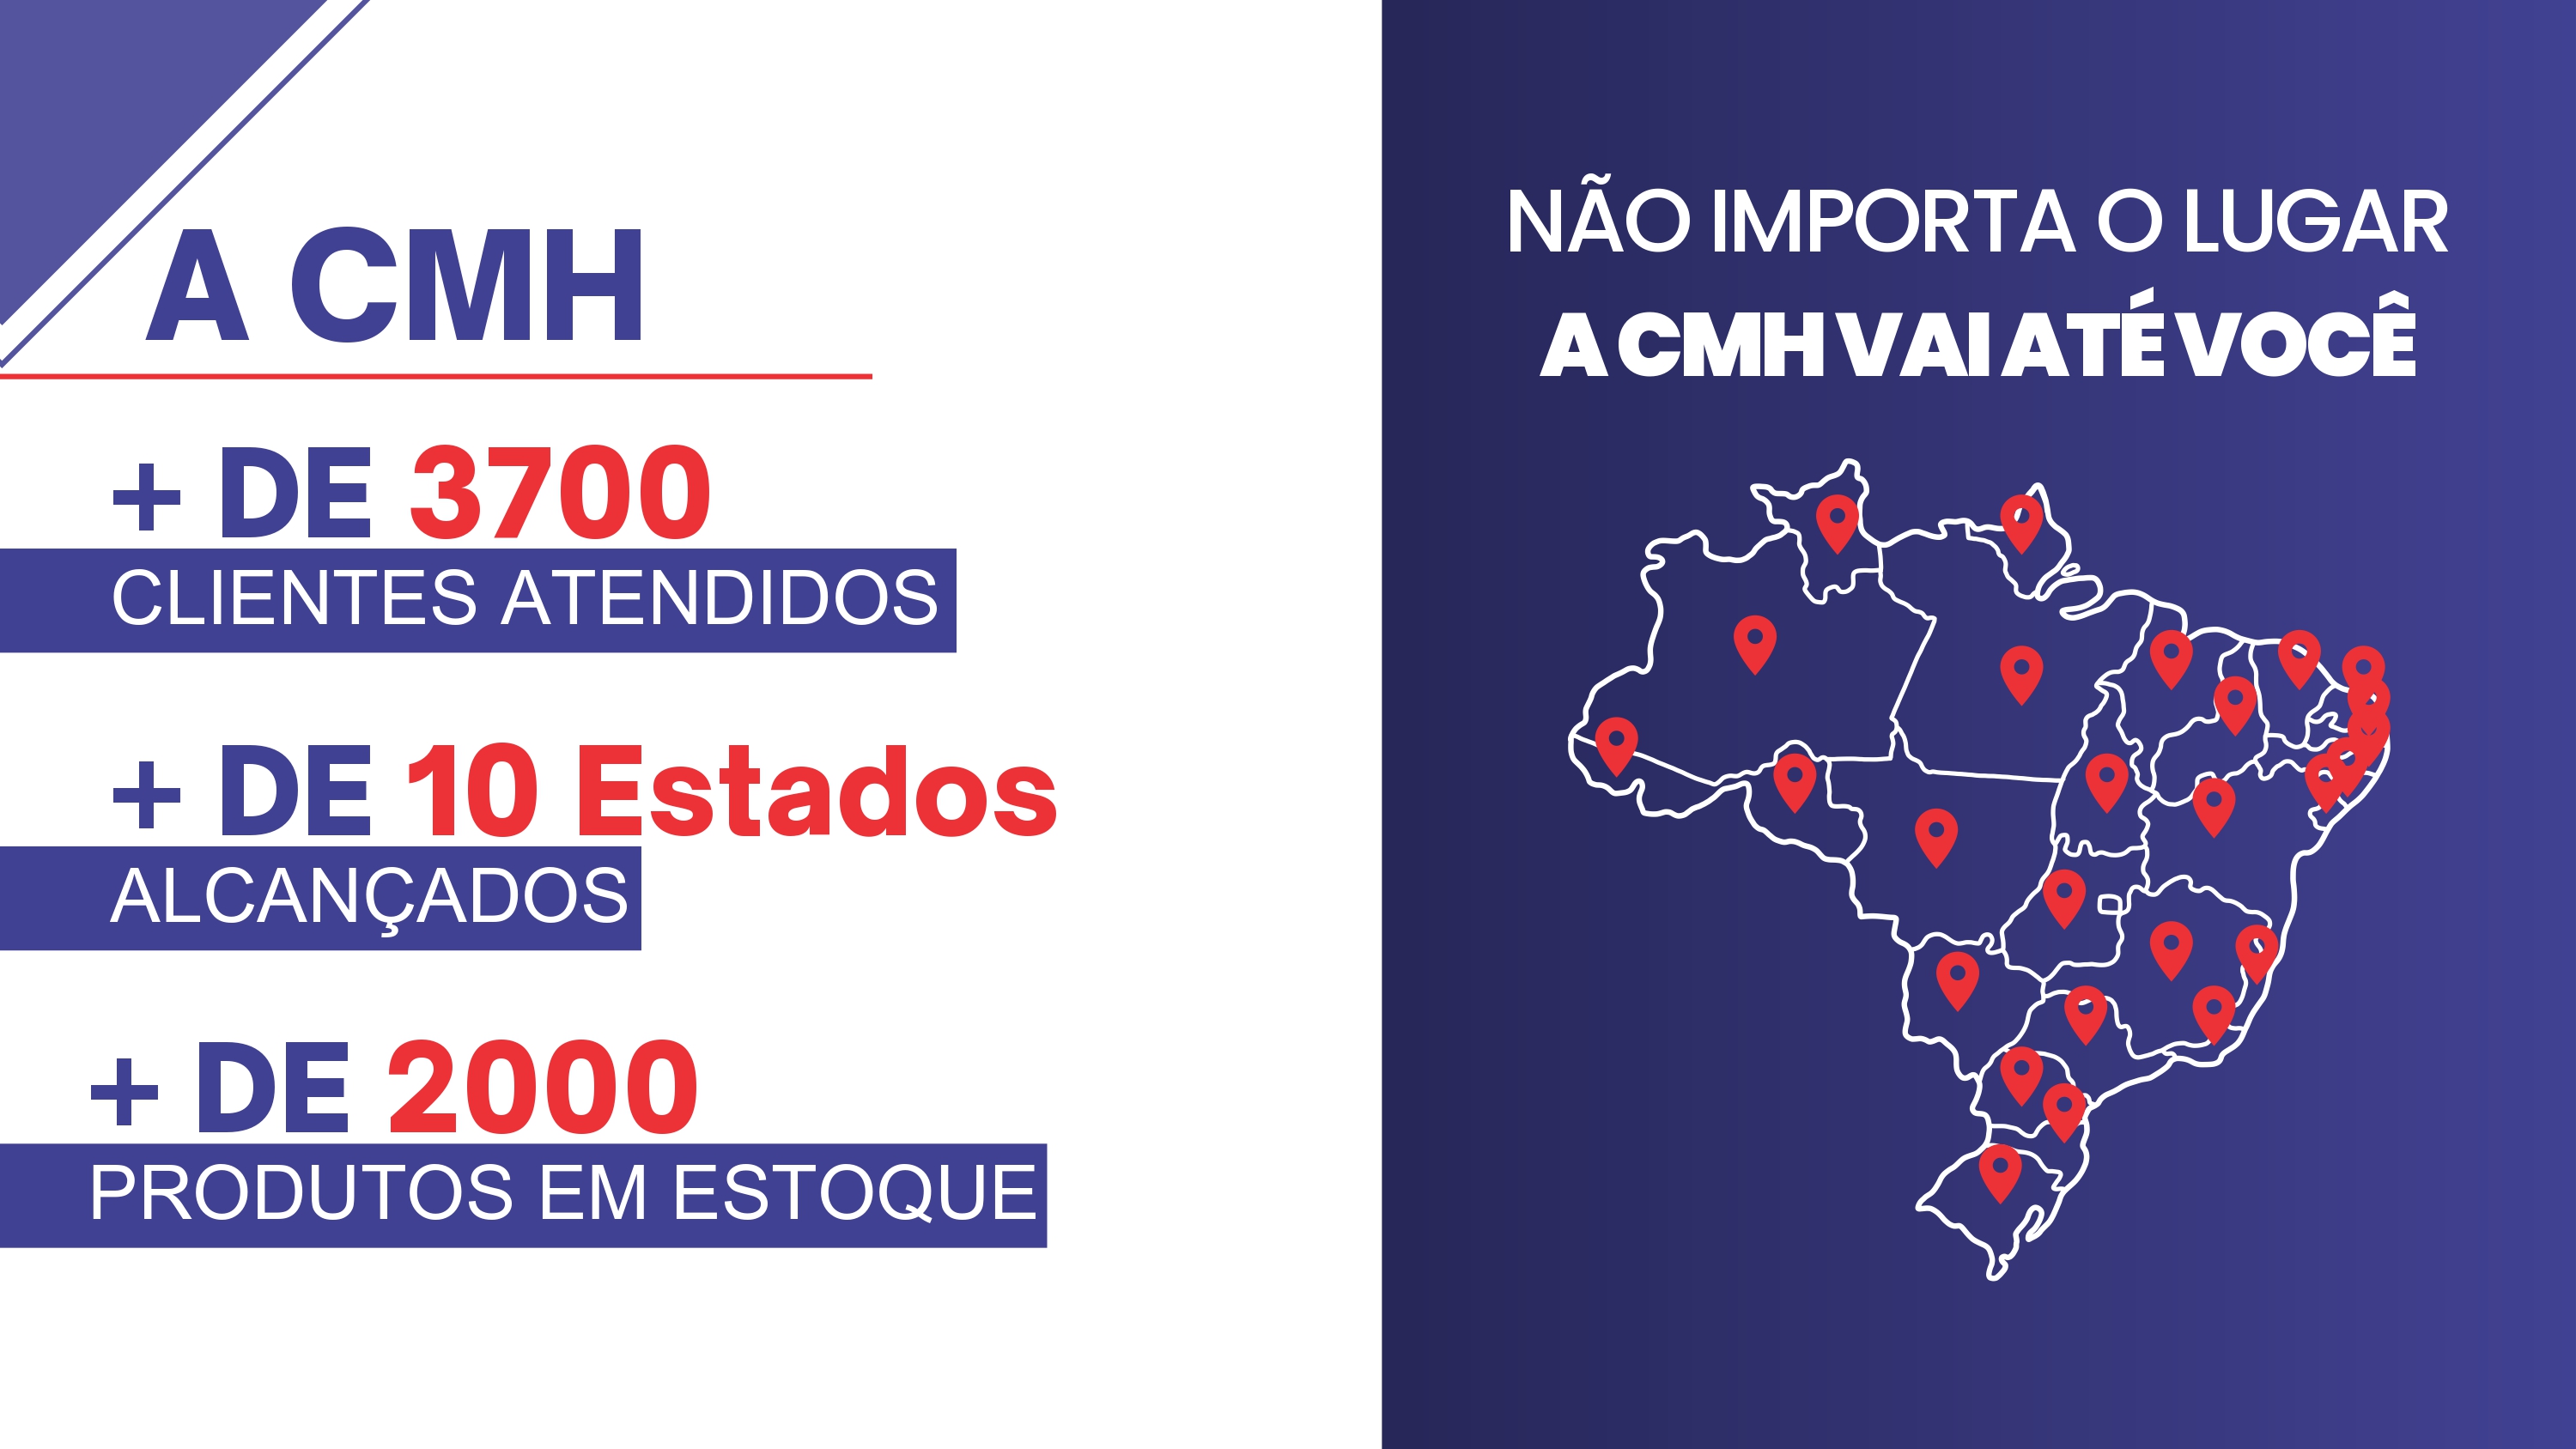 A CMH
+ DE 3700
CLIENTES ATENDIDOS
+ DE 10 Estados
ALCANÇADOS
+ DE 2000
PRODUTOS EM ESTOQUE
NÃO IMPORTA O LUGAR
A CMH VAI ATÉ VOCÊ